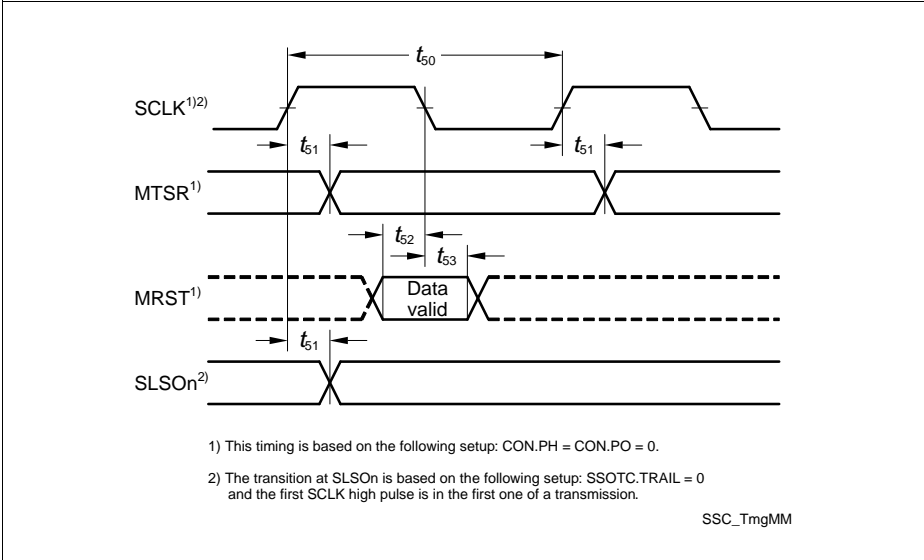 t50
SCLK1)2)
t51
t51
MTSR1)
t52
t53
MRST1)
Data
valid
t51
SLSOn2)
1) This timing is based on the following setup: CON.PH = CON.PO = 0.
2) The transition at SLSOn is based on the following setup: SSOTC.TRAIL = 0
and the first SCLK high pulse is in the first one of a transmission.
SSC_TmgMM